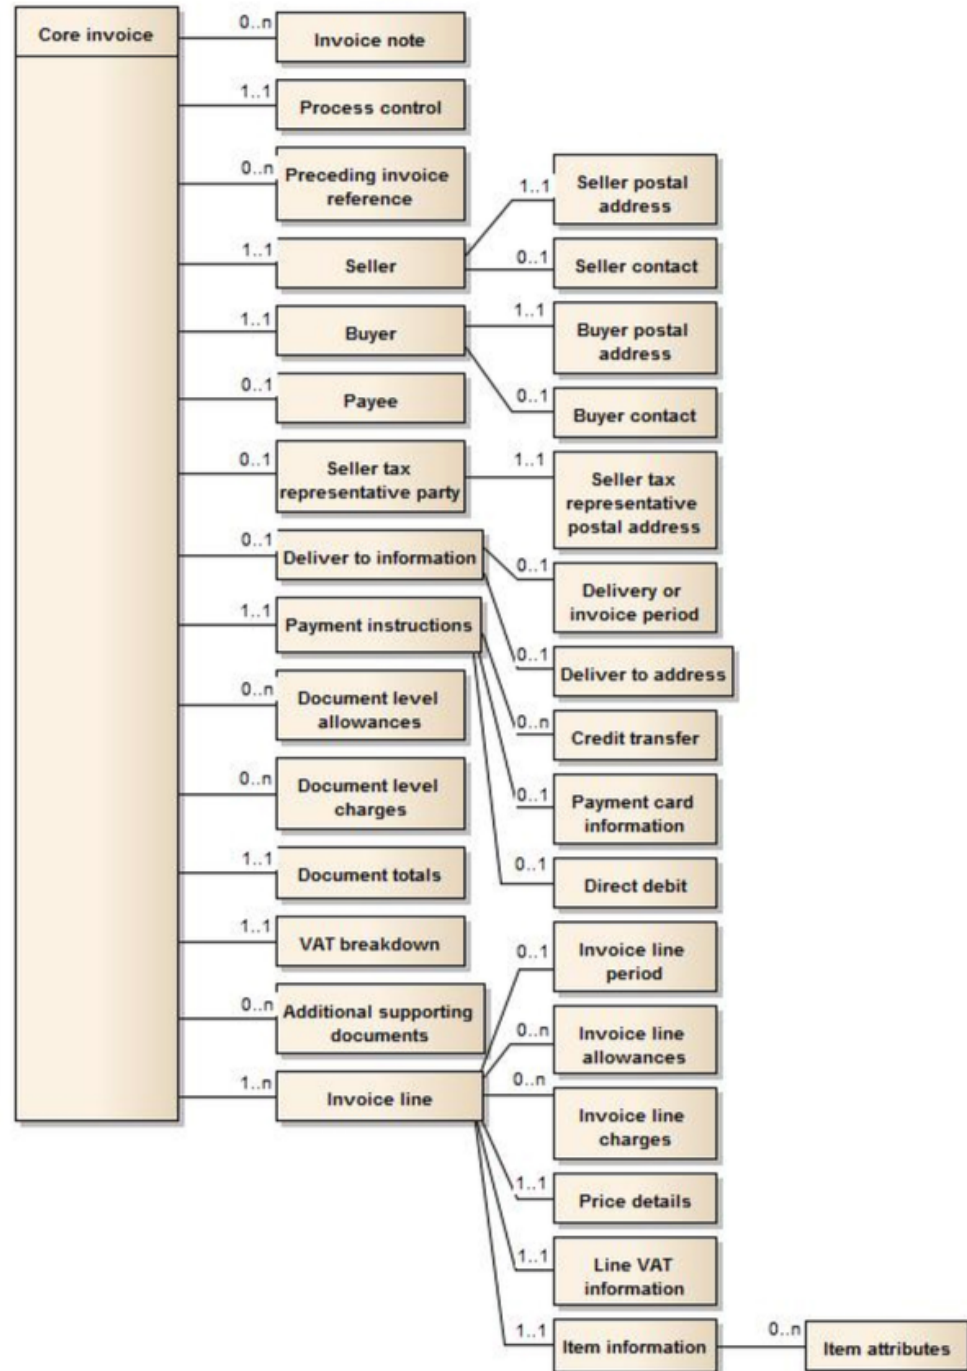 Core invoice
0..n
Invoice note
1..1
Process control
0..n
Preceding invoice
reference
1..1
Seller
1..1
Seller postal
address
0..1
Seller contact
1..1
Buyer
1..1
Buyer postal
address
0..1
Buyer contact
0..1
Payee
0..1
Seller tax
representative party
1..1
Seller tax
representative
postal address
0..1
Deliver to information
0..1
Delivery or
invoice period
0..1
Deliver to address
1..1
Payment instructions
0..n
Credit transfer
0..1
Payment card
information
0..1
Direct debit
0..n
Document level
allowances
0..n
Document level
charges
1..1
Document totals
1..1
VAT breakdown
0..n
Additional supporting
documents
1..n
Invoice line
0..1
Invoice line
period
0..n
Invoice line
allowances
0..n
Invoice line
charges
1..1
Price details
1..1
Line VAT
information
1..1
Item information
0..n
Item attributes